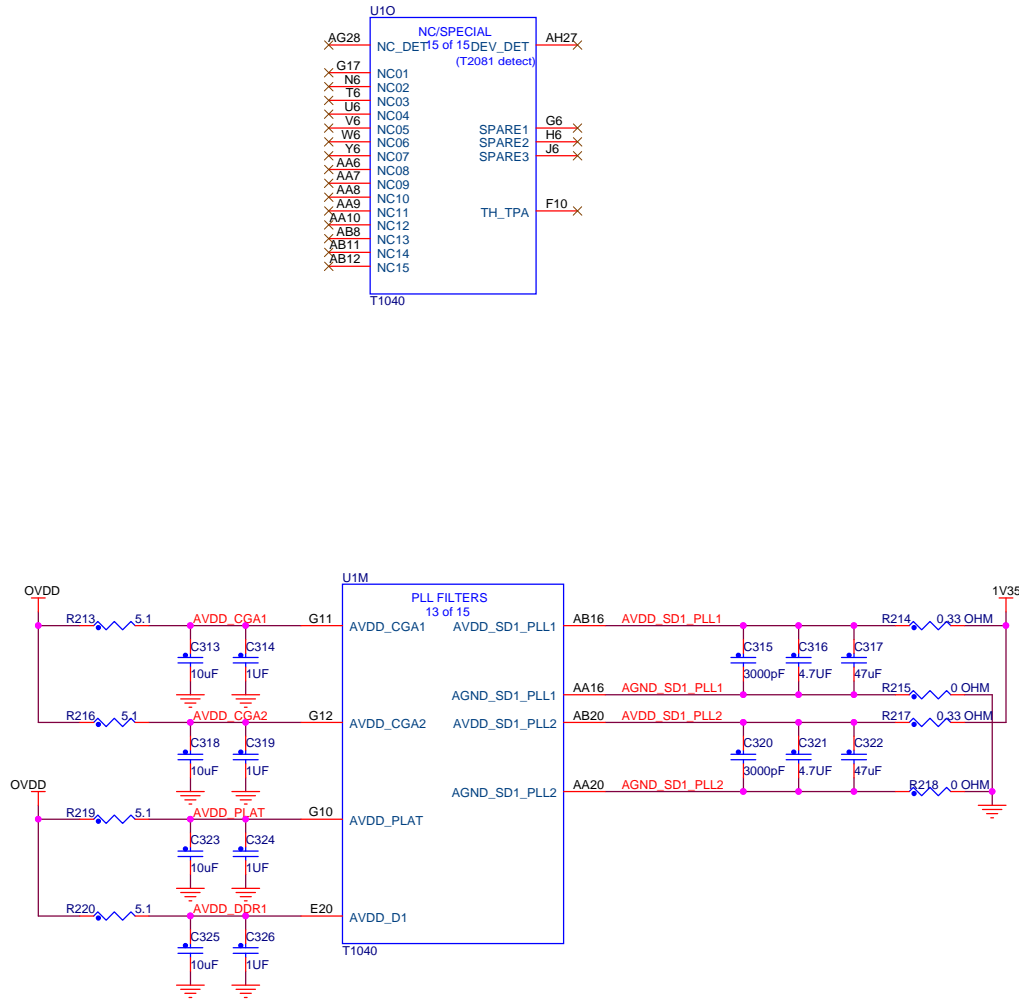 U1O
NC/SPECIAL
15 of 15
AG28 NC_DET DEV_DET AH27
(T2081 detect)
G17 NC01
N6 NC02
T6 NC03
U6 NC04
V6 NC05 SPARE1 G6
W6 NC06 SPARE2 H6
Y6 NC07 SPARE3 J6
AA6 NC08
AA7 NC09
AA8 NC10
AA9 NC11 TH_TPA F10
AA10 NC12
AB8 NC13
AB11 NC14
AB12 NC15
T1040
U1M
PLL FILTERS
13 of 15
OVDD
1V35
R213 5.1 AVDD_CGA1 G11 AVDD_CGA1 AVDD_SD1_PLL1 AB16 AVDD_SD1_PLL1 R214 0.33 OHM
C313 C314 C315 C316 C317
10uF 1UF 3000pF 4.7UF 47uF
AGND_SD1_PLL1 AA16 AGND_SD1_PLL1 R215 0 OHM
R216 5.1 AVDD_CGA2 G12 AVDD_CGA2 AVDD_SD1_PLL2 AB20 AVDD_SD1_PLL2 R217 0.33 OHM
C318 C319 C320 C321 C322
10uF 1UF 3000pF 4.7UF 47uF
OVDD
AGND_SD1_PLL2 AA20 AGND_SD1_PLL2 R218 0 OHM
R219 5.1 AVDD_PLAT G10 AVDD_PLAT
C323 C324
10uF 1UF
R220 5.1 AVDD_DDR1 E20 AVDD_D1
C325 C326
10uF 1UF
T1040